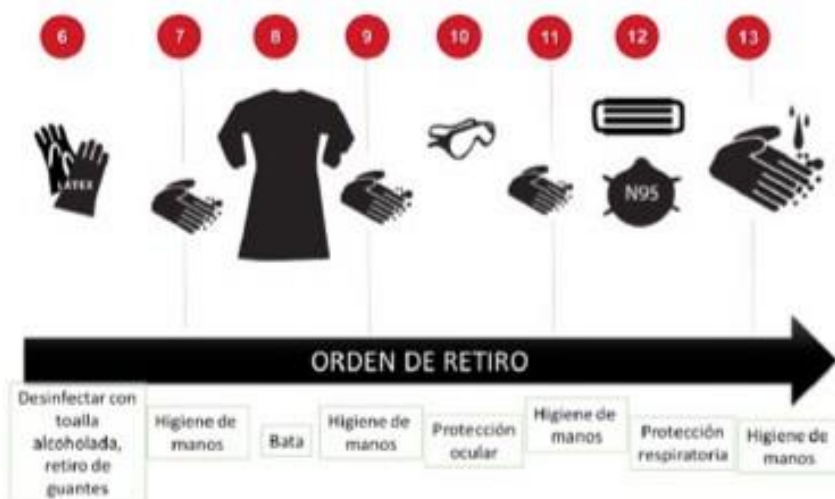 6 7 8 9 10 11 12 13
LATEX
N95
ORDEN DE RETIRO
Desinfectar con
toalla
alcoholada,
retiro de
guantes
Higiene de
manos
Bata
Higiene de
manos
Protección
ocular
Higiene de
manos
Protección
respiratoria
Higiene de
manos